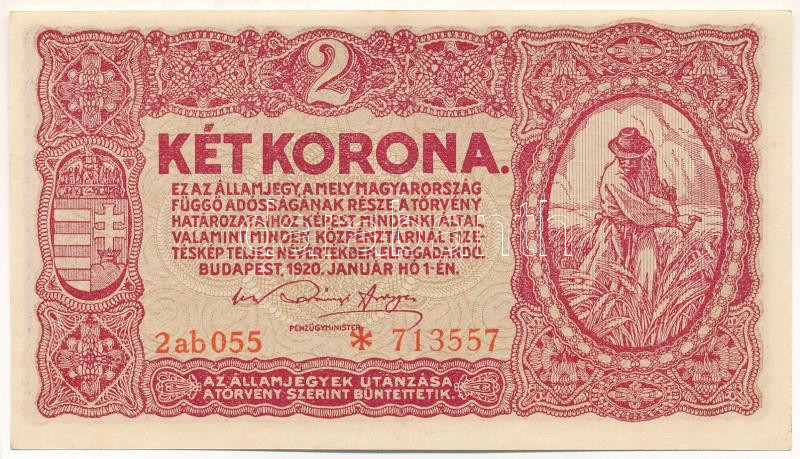 2
KÉT KORONA.
EZ AZ ÁLLAMJEGY, A MELY MAGYARORSZÁG
FÜGGŐ ADÓSSÁGÁNAK RÉSZE, A TÖRVÉNY
HATÁROZATAIHOZ KÉPEST MINDENKI ÁLTAL,
VALAMINT MINDEN KÖZPÉNZTÁRNÁL FIZE-
TÉSKÉP TELJES NÉVÉRTÉKBEN ELFOGADANDÓ.
BUDAPEST, 1920. JANUÁR HÓ 1-ÉN.
PÉNZÜGYMINISTER
2ab055 * 713557
AZ ÁLLAMJEGYEK UTÁNZÁSA
A TÖRVÉNY SZERINT BÜNTETTETIK.
darabanth